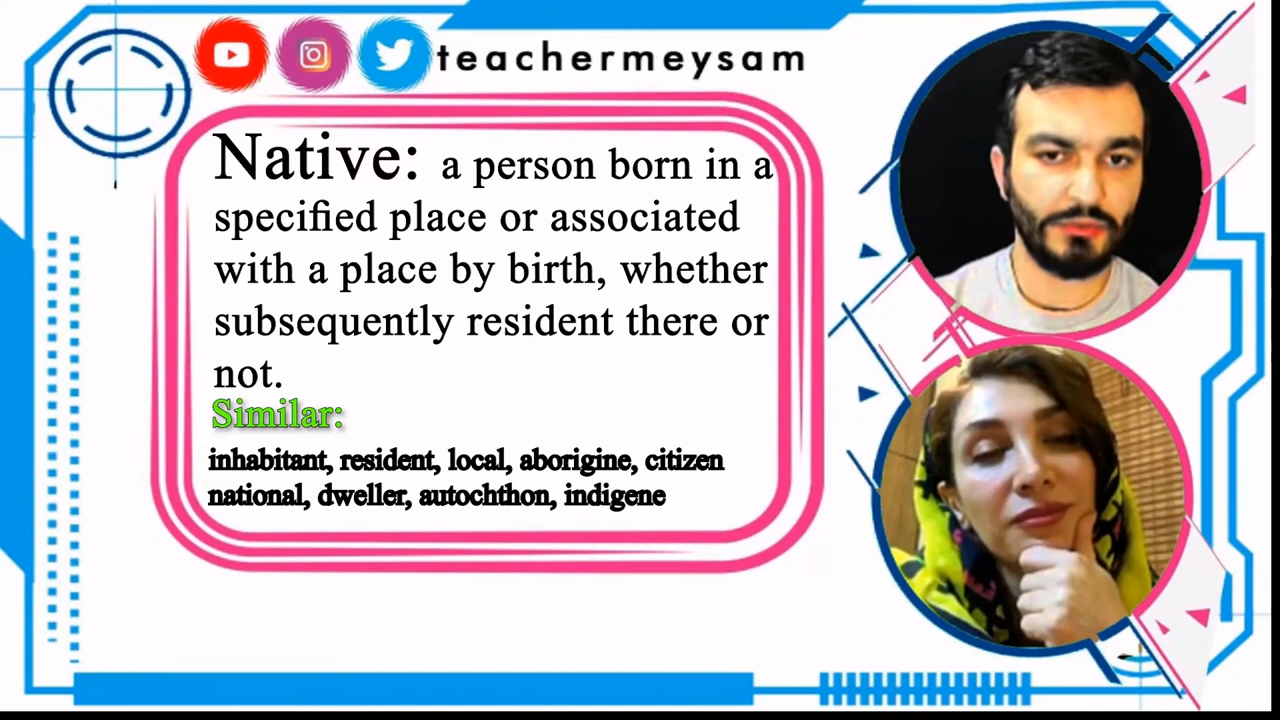 teachermeysam
Native: a person born in a
specified place or associated
with a place by birth, whether
subsequently resident there or
not.
Similar:
inhabitant, resident, local, aborigine, citizen
national, dweller, autochthon, indigene